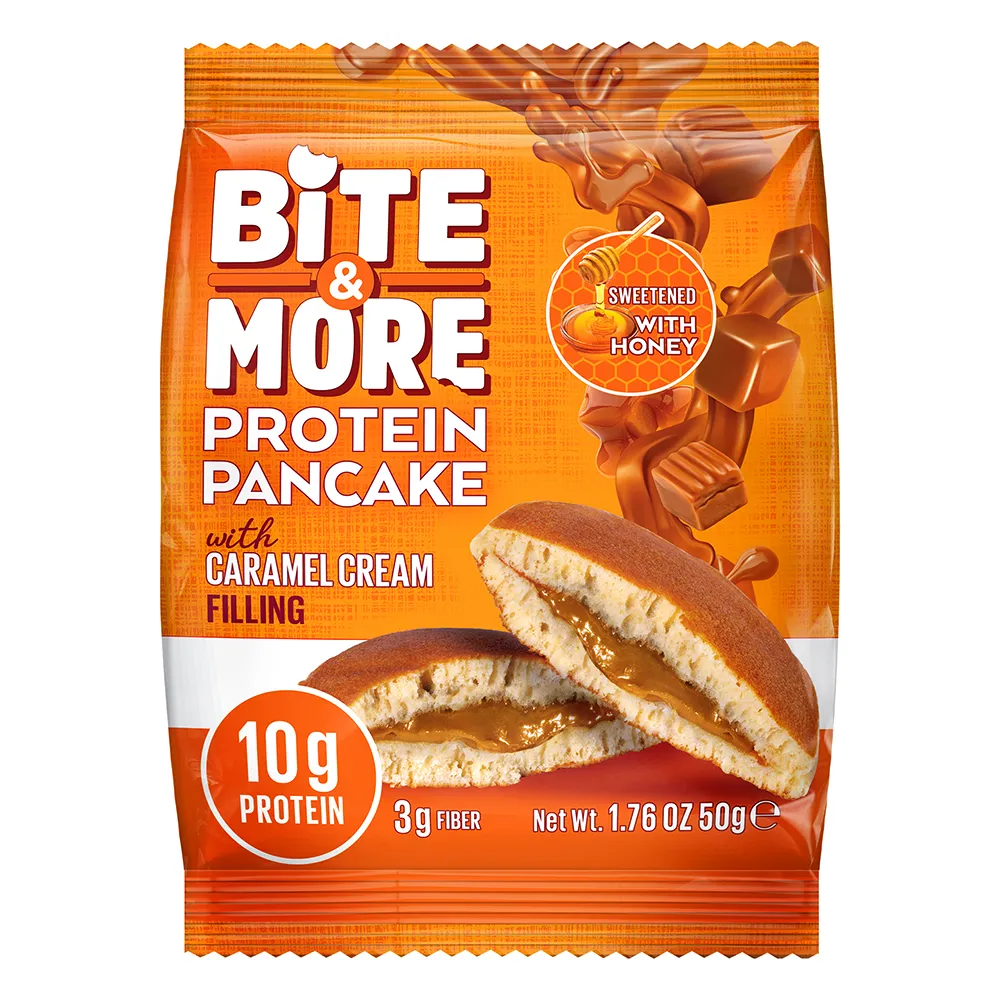 BiTE
&
MORE
PROTEIN
PANCAKE
with
CARAMEL CREAM
FILLING
SWEETENED
WITH
HONEY
10g
PROTEIN
3g FIBER
Net Wt. 1.76 OZ 50g℮